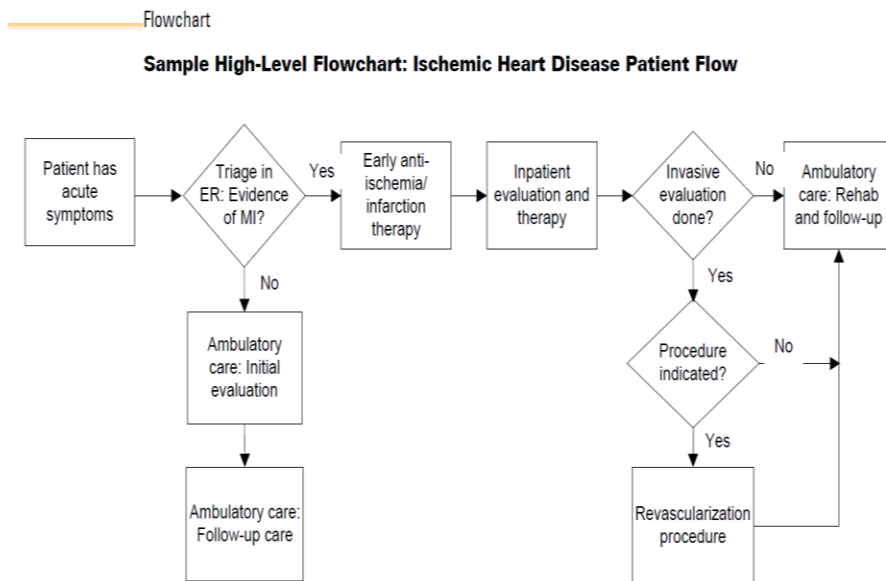 Flowchart
Sample High-Level Flowchart: Ischemic Heart Disease Patient Flow
Patient has
acute
symptoms
Triage in
ER: Evidence
of MI?
Yes
Early anti-
ischemia/
infarction
therapy
Inpatient
evaluation and
therapy
Invasive
evaluation
done?
No
Ambulatory
care: Rehab
and follow-up
No
Yes
Ambulatory
care: Initial
evaluation
Procedure
indicated?
No
Yes
Ambulatory care:
Follow-up care
Revascularization
procedure